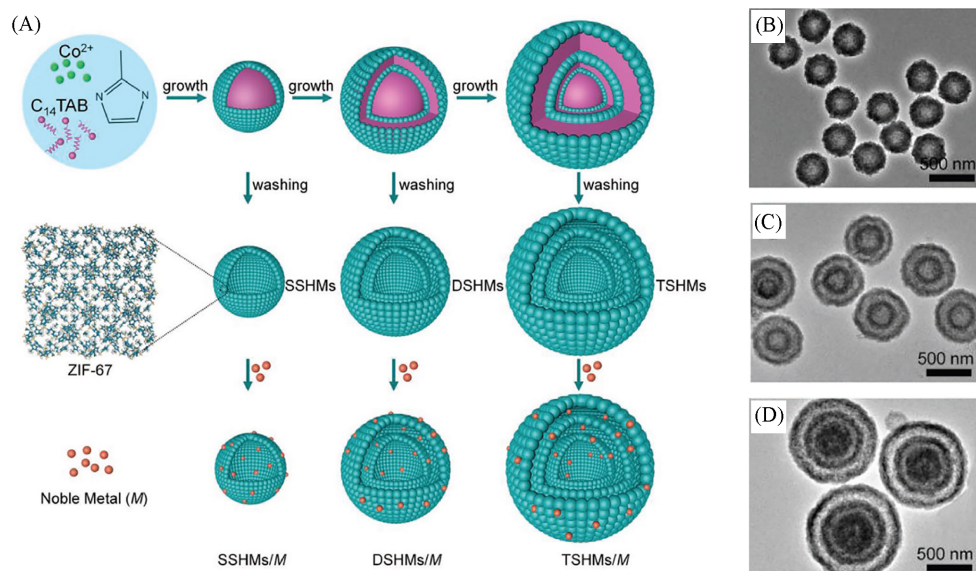 (A)
Co²⁺
C₁₄TAB
N
N
growth
growth
growth
washing
washing
washing
ZIF-67
SSHMs
DSHMs
TSHMs
Noble Metal (M)
SSHMs/M
DSHMs/M
TSHMs/M
(B)
500 nm
(C)
500 nm
(D)
500 nm